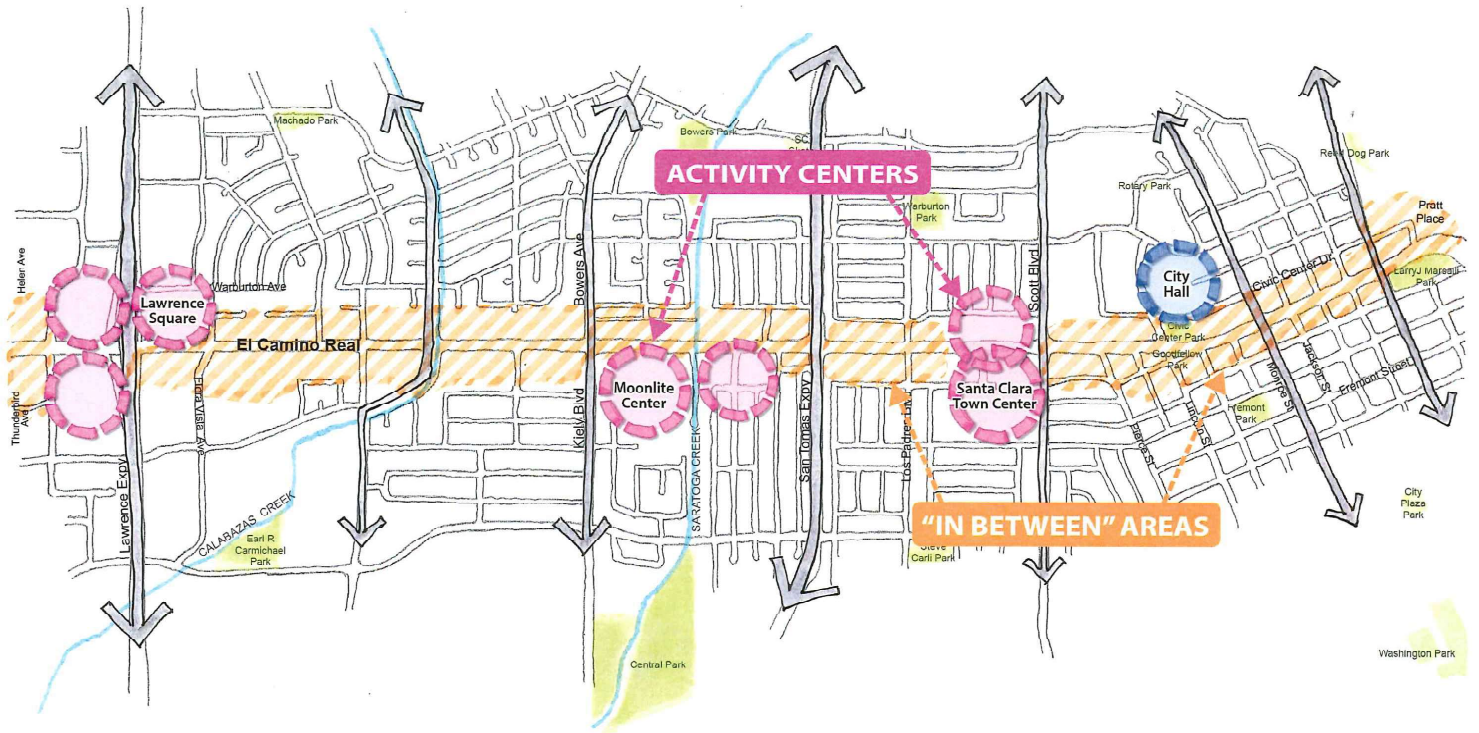 Machado Park
Bowers Park
SC
ACTIVITY CENTERS
Reed Dog Park
Rotary Park
Warburton
Park
Pratt
Place
Heler Ave
Bowers Ave
Scott Blvd
City
Hall
Civic Center Dr
Park
Warburton Ave
Lawrence
Square
El Camino Real
Civic
Center Park
Goodfellow
Park
Moonlite
Center
Santa Clara
Town Center
Jackson St
Monroe St
Fremont Street
Fremont
Park
Lincoln St
Pierce St
Thunderbird
Ave
Flora Vista Ave
Kiely Blvd
San Tomas Expy
Los Padres
Lawrence Expy
SARATOGA CREEK
CALABAZAS CREEK
Earl R
Carmichael
Park
"IN BETWEEN" AREAS
City
Plaza
Park
Steve
Carli Park
Central Park
Washington Park